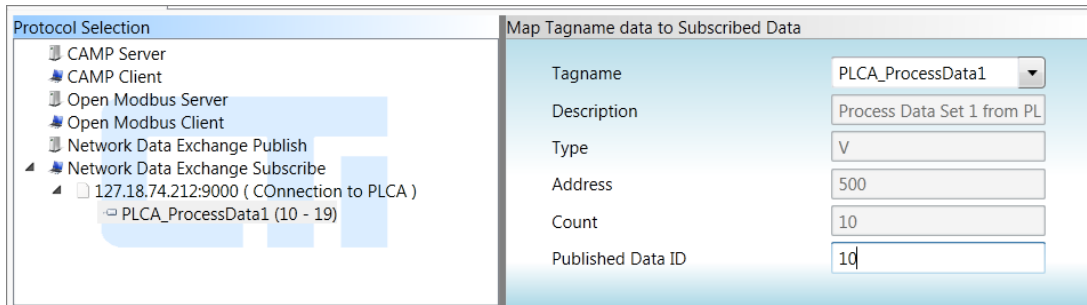 Protocol Selection
CAMP Server
CAMP Client
Open Modbus Server
Open Modbus Client
Network Data Exchange Publish
Network Data Exchange Subscribe
127.18.74.212:9000 ( COnnection to PLCA )
PLCA_ProcessData1 (10 - 19)
Map Tagname data to Subscribed Data
Tagname PLCA_ProcessData1
Description Process Data Set 1 from PL
Type V
Address 500
Count 10
Published Data ID 10